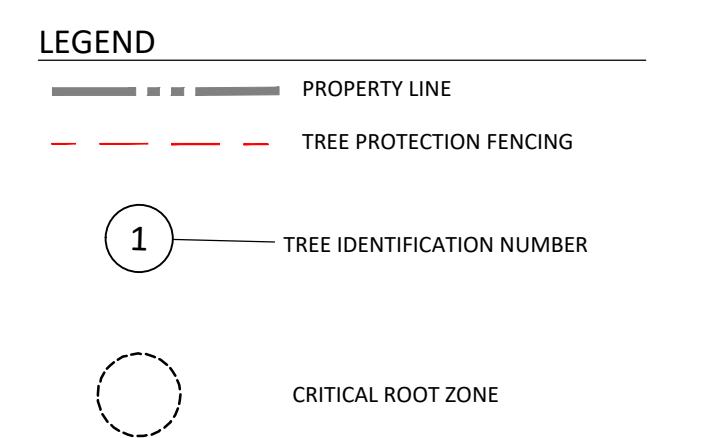 LEGEND
PROPERTY LINE
TREE PROTECTION FENCING
1
TREE IDENTIFICATION NUMBER
CRITICAL ROOT ZONE